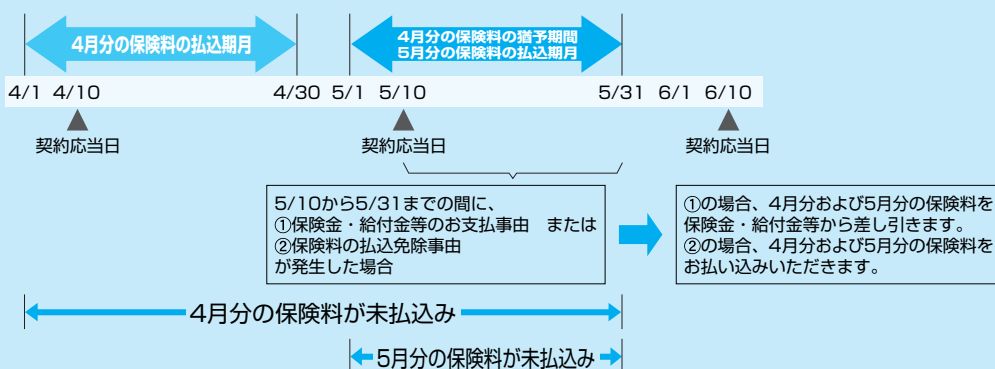 4月分の保険料の払込期月
4月分の保険料の猶予期間
5月分の保険料の払込期月
4/1 4/10 4/30 5/1 5/10 5/31 6/1 6/10
契約応当日 契約応当日 契約応当日
5/10から5/31までの間に、
①保険金・給付金等のお支払事由　または
②保険料の払込免除事由
が発生した場合
①の場合、4月分および5月分の保険料を
保険金・給付金等から差し引きます。
②の場合、4月分および5月分の保険料を
お払い込みいただきます。
4月分の保険料が未払込み
5月分の保険料が未払込み